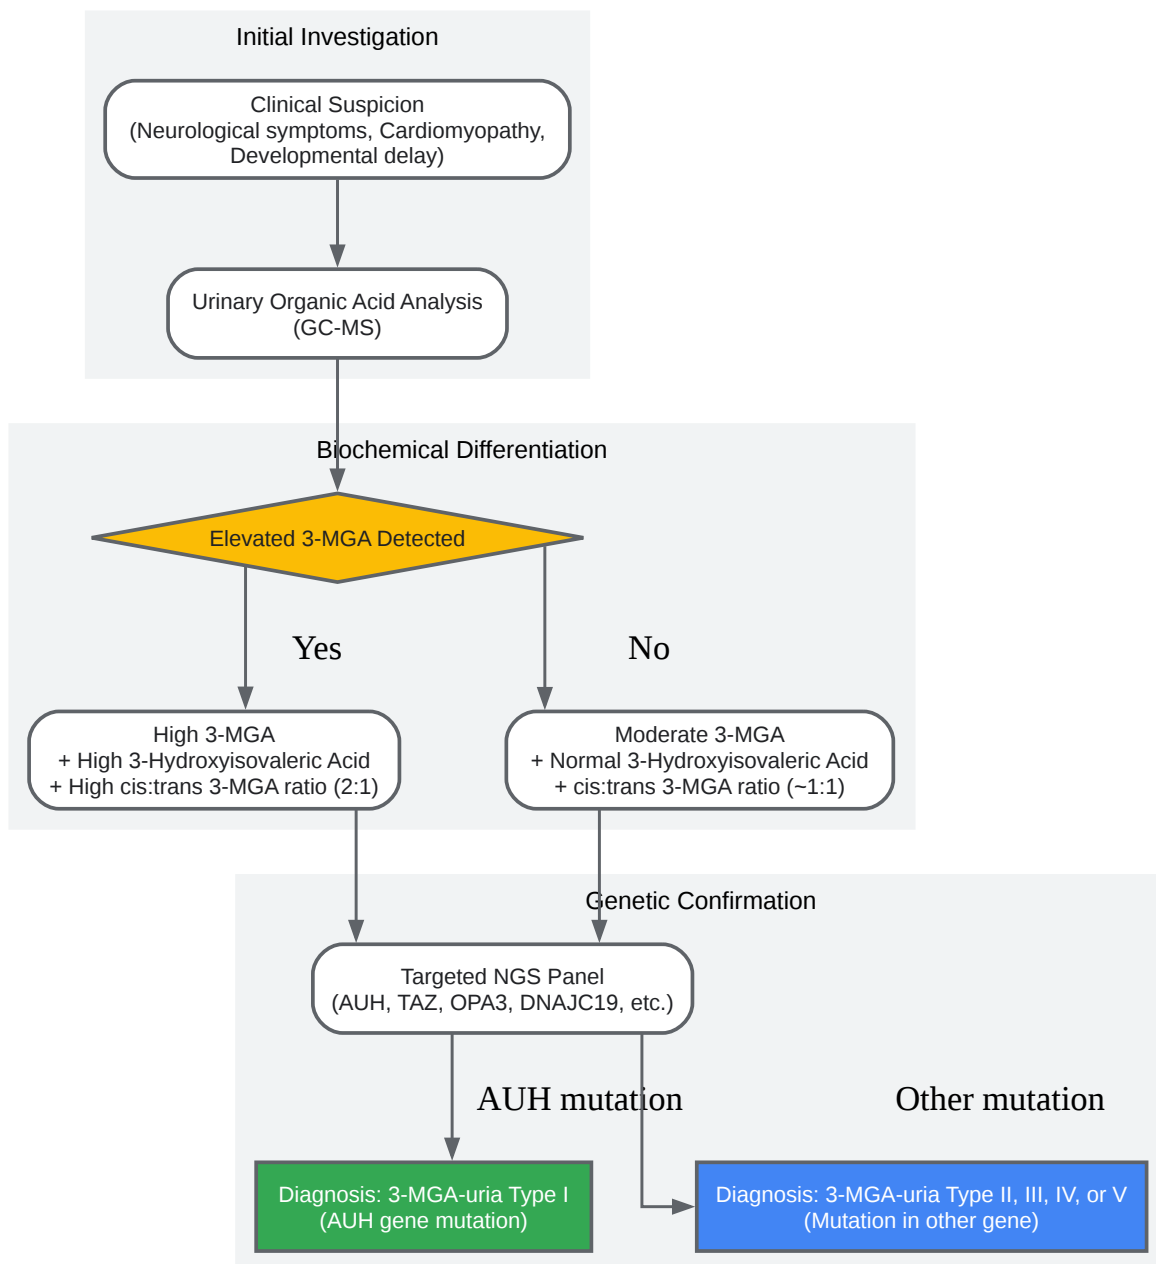 Initial Investigation
Clinical Suspicion
(Neurological symptoms, Cardiomyopathy,
Developmental delay)
Urinary Organic Acid Analysis
(GC-MS)
Biochemical Differentiation
Elevated 3-MGA Detected
Yes
No
High 3-MGA
+ High 3-Hydroxyisovaleric Acid
+ High cis:trans 3-MGA ratio (2:1)
Moderate 3-MGA
+ Normal 3-Hydroxyisovaleric Acid
+ cis:trans 3-MGA ratio (~1:1)
Genetic Confirmation
Targeted NGS Panel
(AUH, TAZ, OPA3, DNAJC19, etc.)
AUH mutation
Other mutation
Diagnosis: 3-MGA-uria Type I
(AUH gene mutation)
Diagnosis: 3-MGA-uria Type II, III, IV, or V
(Mutation in other gene)